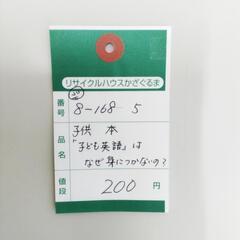 リサイクルハウスかざぐるま
番号 8-168 5
品名 子供 本
「子ども英語」は
なぜ身につかないの?
値段 200 円